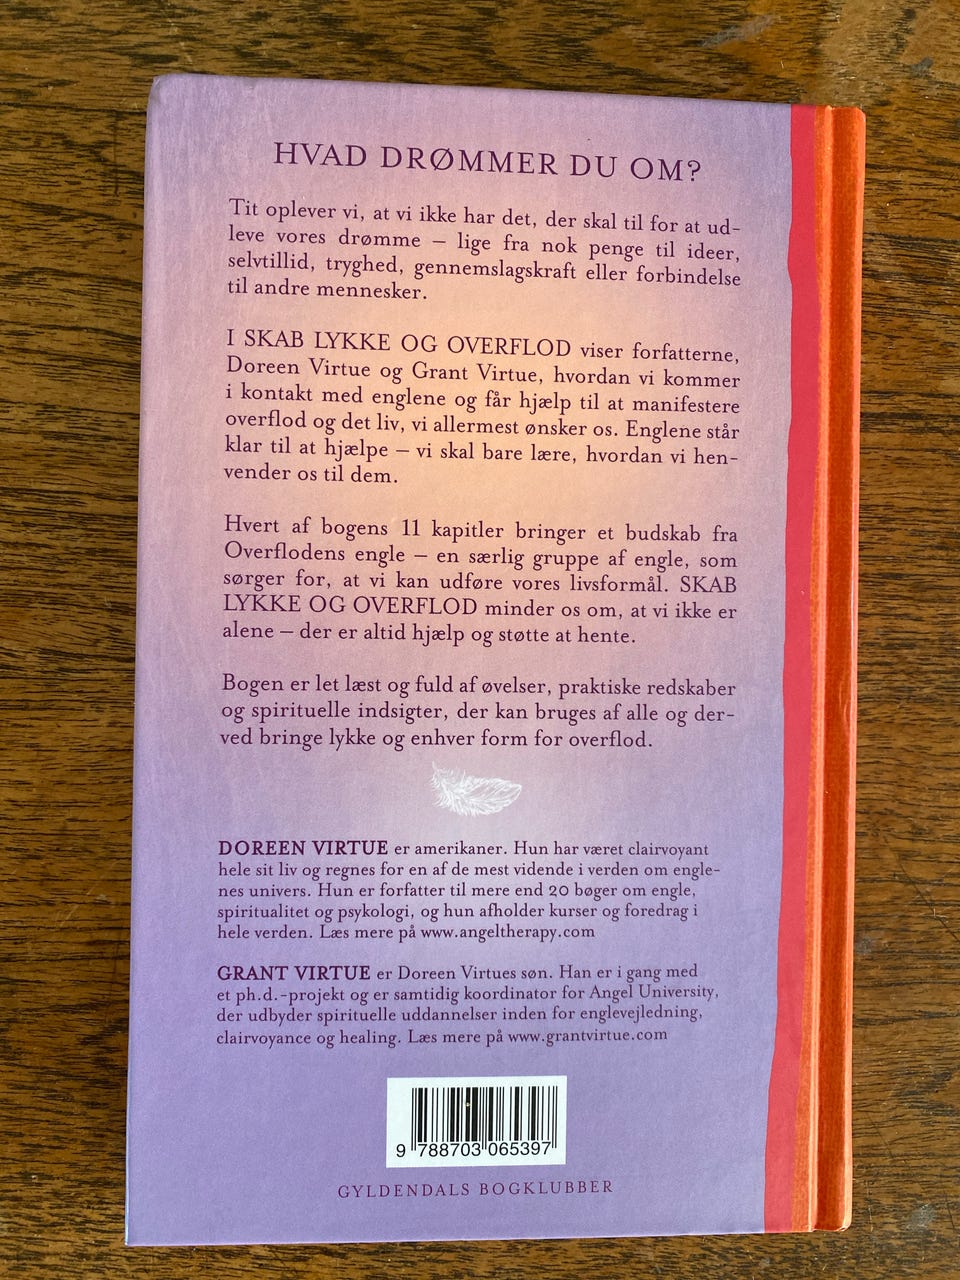 HVAD DRØMMER DU OM?
Tit oplever vi, at vi ikke har det, der skal til for at ud-
leve vores drømme – lige fra nok penge til ideer,
selvtillid, tryghed, gennemslagskraft eller forbindelse
til andre mennesker.
I SKAB LYKKE OG OVERFLOD viser forfatterne,
Doreen Virtue og Grant Virtue, hvordan vi kommer
i kontakt med englene og får hjælp til at manifestere
overflod og det liv, vi allermest ønsker os. Englene står
klar til at hjælpe – vi skal bare lære, hvordan vi hen-
vender os til dem.
Hvert af bogens 11 kapitler bringer et budskab fra
Overflodens engle – en særlig gruppe af engle, som
sørger for, at vi kan udføre vores livsformål. SKAB
LYKKE OG OVERFLOD minder os om, at vi ikke er
alene – der er altid hjælp og støtte at hente.
Bogen er let læst og fuld af øvelser, praktiske redskaber
og spirituelle indsigter, der kan bruges af alle og der-
ved bringe lykke og enhver form for overflod.
DOREEN VIRTUE er amerikaner. Hun har været clairvoyant
hele sit liv og regnes for en af de mest vidende i verden om engle-
nes univers. Hun er forfatter til mere end 20 bøger om engle,
spiritualitet og psykologi, og hun afholder kurser og foredrag i
hele verden. Læs mere på www.angeltherapy.com
GRANT VIRTUE er Doreen Virtues søn. Han er i gang med
et ph.d.-projekt og er samtidig koordinator for Angel University,
der udbyder spirituelle uddannelser inden for englevejledning,
clairvoyance og healing. Læs mere på www.grantvirtue.com
9 788703 065397
GYLDENDALS BOGKLUBBER